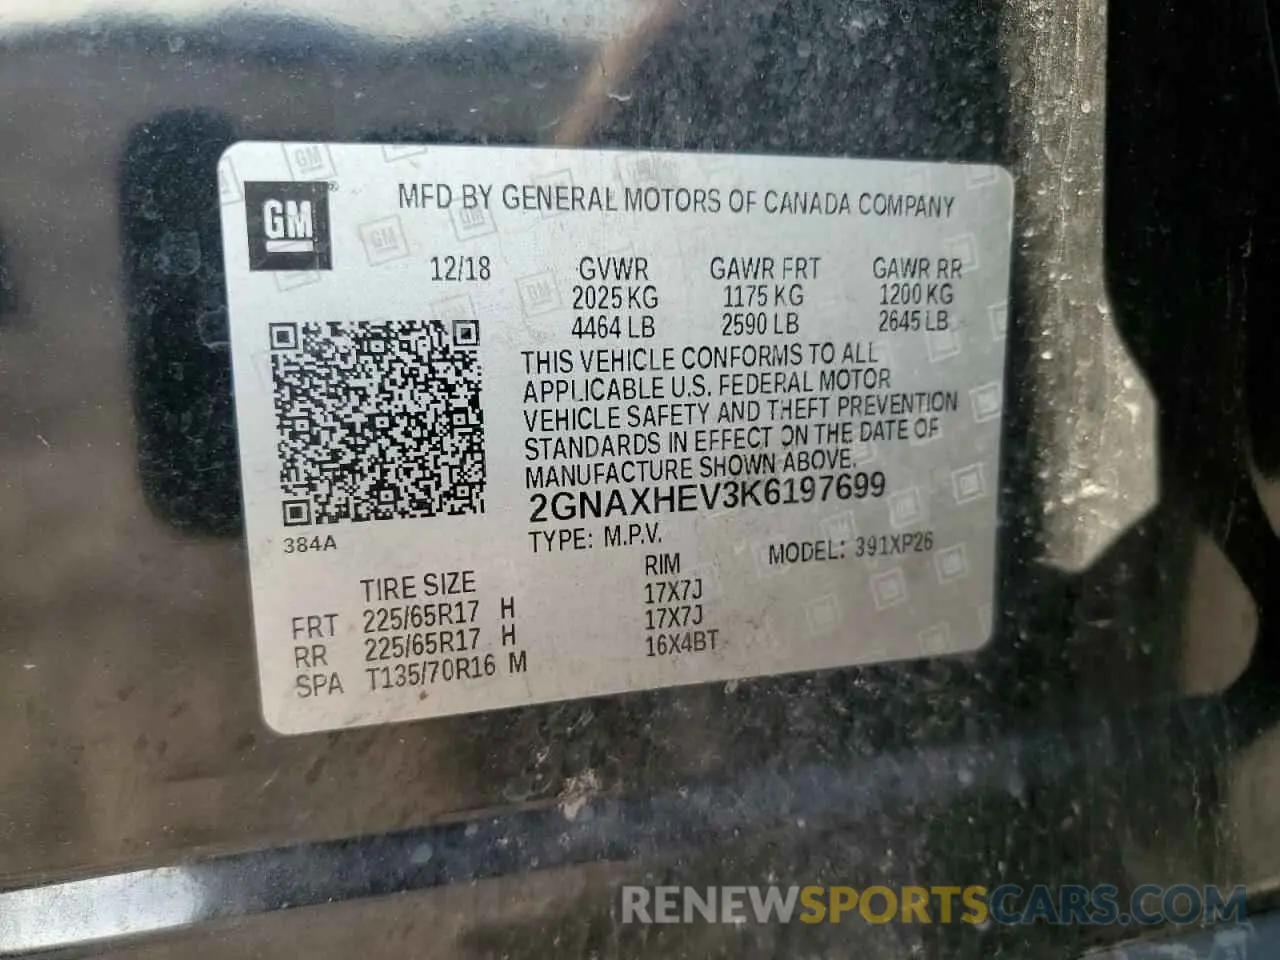 GM ®
MFD BY GENERAL MOTORS OF CANADA COMPANY
12/18 GVWR GAWR FRT GAWR RR
2025 KG 1175 KG 1200 KG
4464 LB 2590 LB 2645 LB
THIS VEHICLE CONFORMS TO ALL
APPLICABLE U.S. FEDERAL MOTOR
VEHICLE SAFETY AND THEFT PREVENTION
STANDARDS IN EFFECT ON THE DATE OF
MANUFACTURE SHOWN ABOVE.
2GNAXHEV3K6197699
384A
TYPE: M.P.V. MODEL: 391XP26
TIRE SIZE RIM
FRT 225/65R17 H 17X7J
RR 225/65R17 H 17X7J
SPA T135/70R16 M 16X4BT
RENEWSPORTSCARS.COM